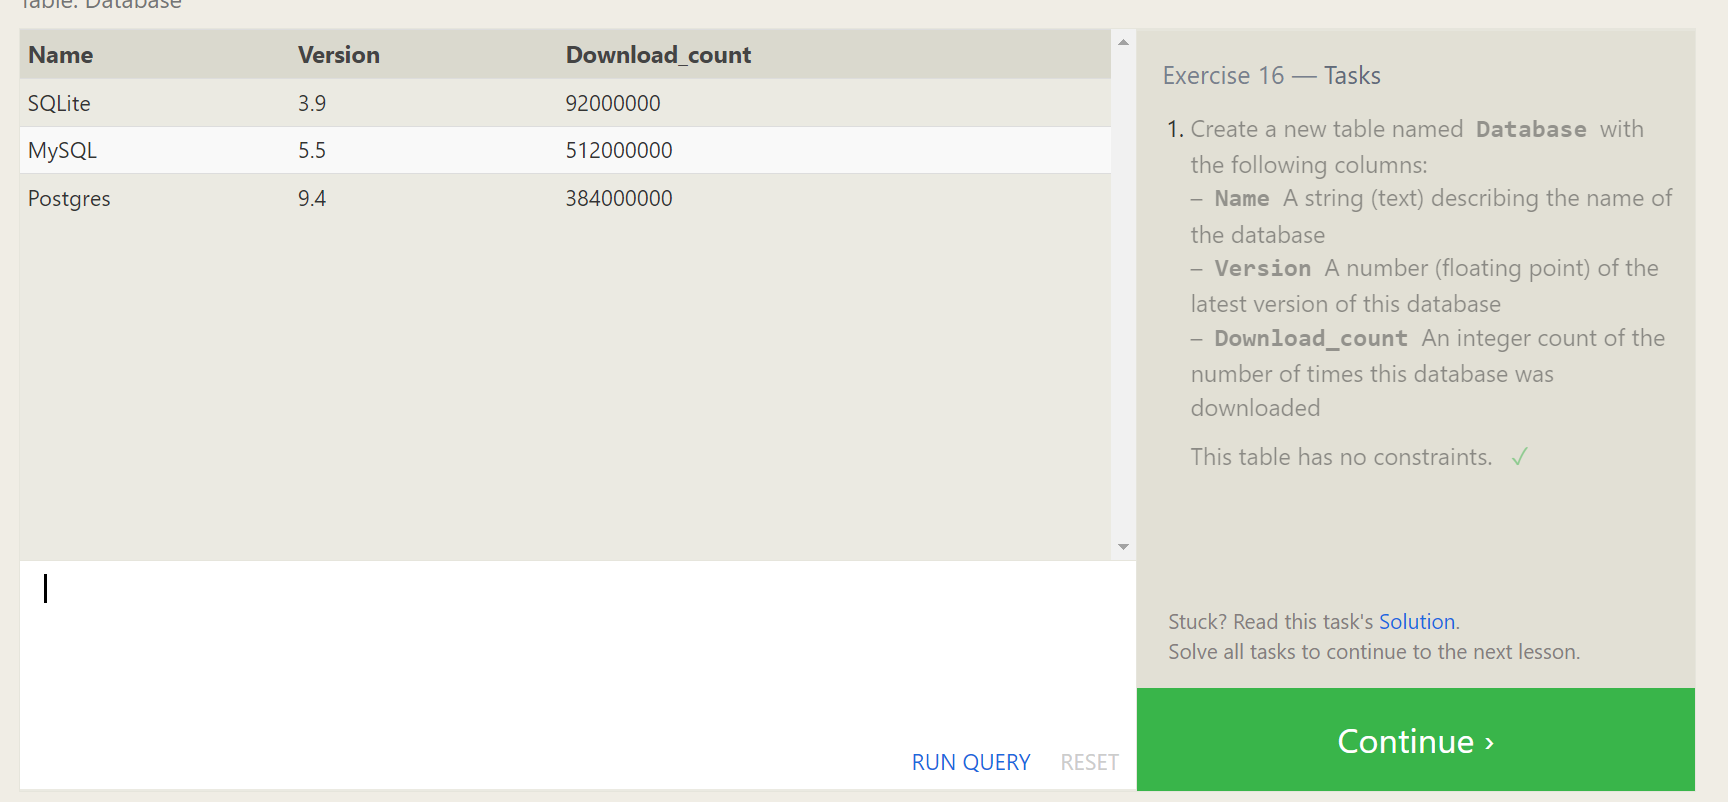 Table: Database
Name Version Download_count
SQLite 3.9 92000000
MySQL 5.5 512000000
Postgres 9.4 384000000
RUN QUERY RESET
Exercise 16 — Tasks
1. Create a new table named Database with
the following columns:
– Name A string (text) describing the name of
the database
– Version A number (floating point) of the
latest version of this database
– Download_count An integer count of the
number of times this database was
downloaded
This table has no constraints. ✓
Stuck? Read this task's Solution.
Solve all tasks to continue to the next lesson.
Continue ›